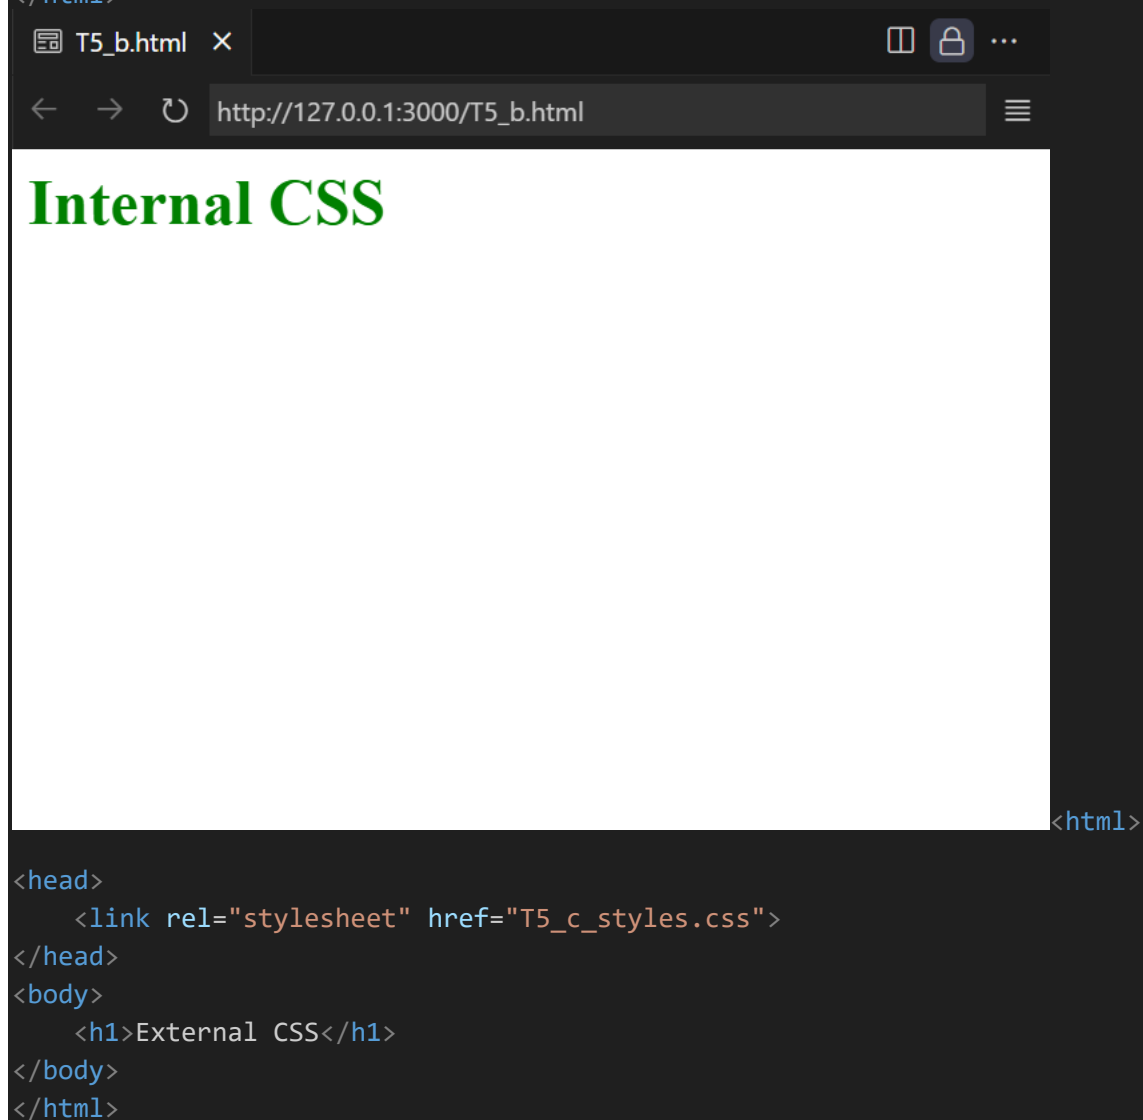 </html>
T5_b.html
http://127.0.0.1:3000/T5_b.html
Internal CSS
<html>
<head>
    <link rel="stylesheet" href="T5_c_styles.css">
</head>
<body>
    <h1>External CSS</h1>
</body>
</html>